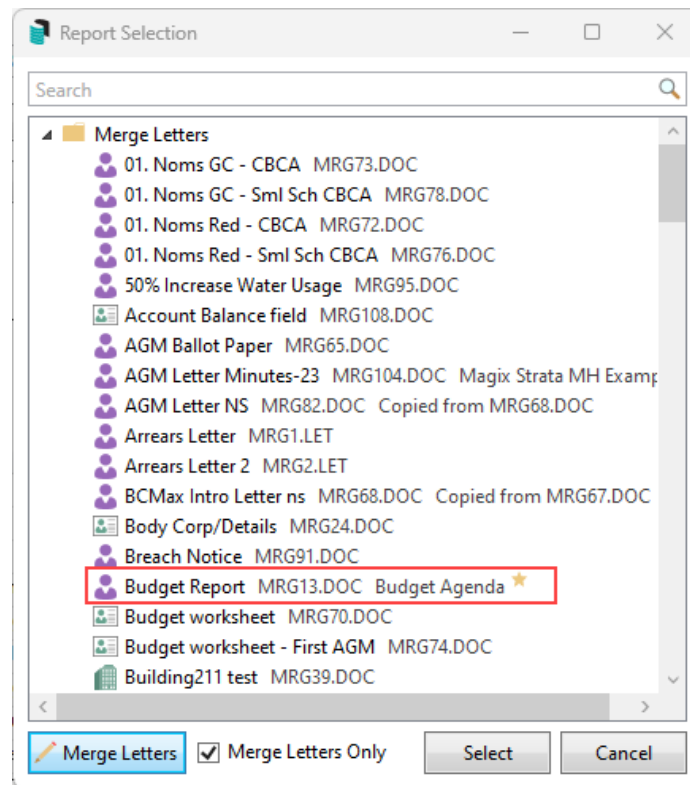 Report Selection
Search
Merge Letters
01. Noms GC - CBCA MRG73.DOC
01. Noms GC - Sml Sch CBCA MRG78.DOC
01. Noms Red - CBCA MRG72.DOC
01. Noms Red - Sml Sch CBCA MRG76.DOC
50% Increase Water Usage MRG95.DOC
Account Balance field MRG108.DOC
AGM Ballot Paper MRG65.DOC
AGM Letter Minutes-23 MRG104.DOC Magix Strata MH Examp
AGM Letter NS MRG82.DOC Copied from MRG68.DOC
Arrears Letter MRG1.LET
Arrears Letter 2 MRG2.LET
BCMax Intro Letter ns MRG68.DOC Copied from MRG67.DOC
Body Corp/Details MRG24.DOC
Breach Notice MRG91.DOC
Budget Report MRG13.DOC Budget Agenda
Budget worksheet MRG70.DOC
Budget worksheet - First AGM MRG74.DOC
Building211 test MRG39.DOC
Merge Letters Merge Letters Only Select Cancel